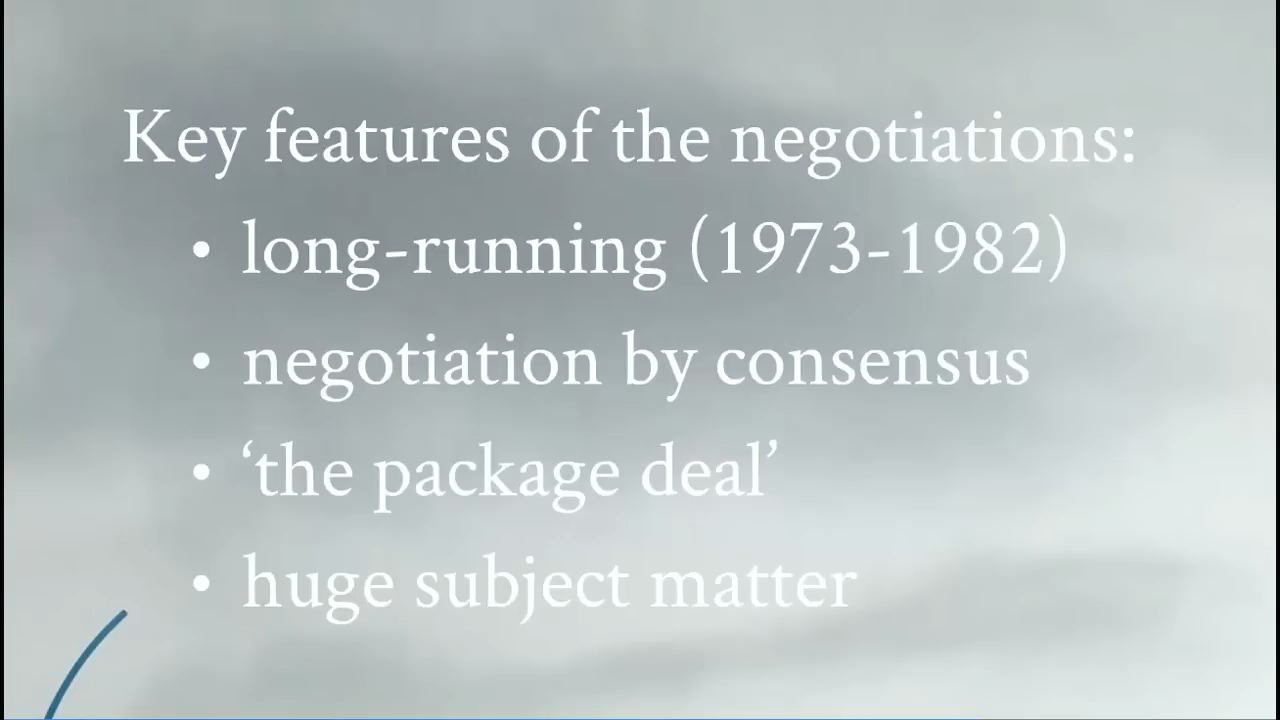 Key features of the negotiations:
• long-running (1973-1982)
• negotiation by consensus
• ‘the package deal’
• huge subject matter